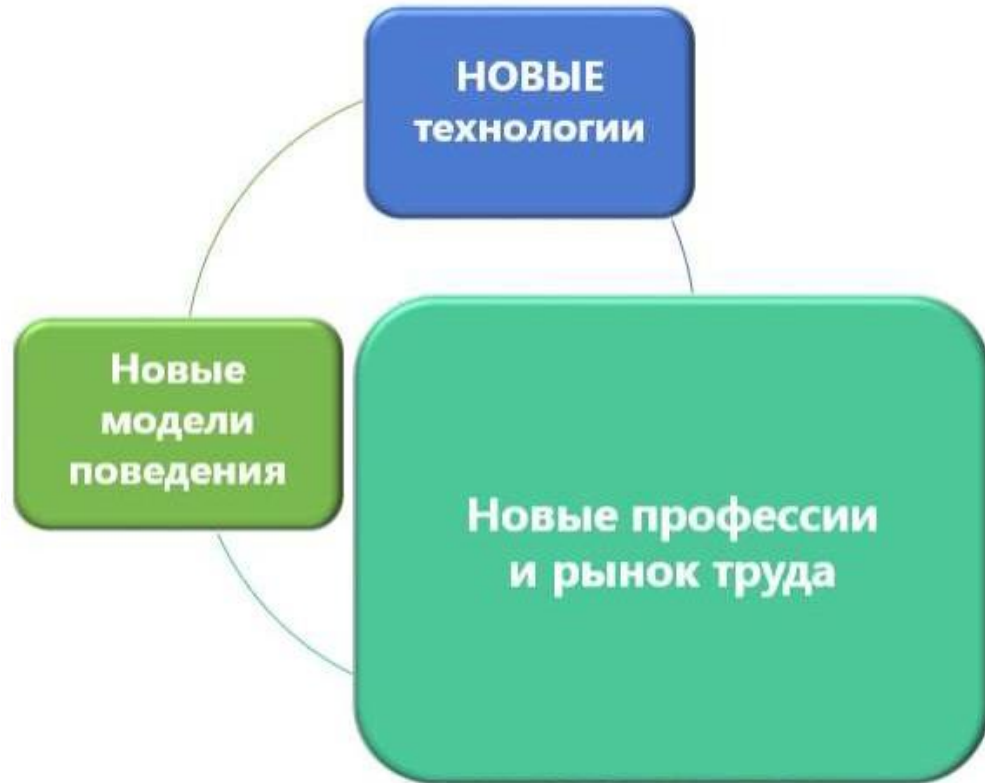 НОВЫЕ
технологии
Новые
модели
поведения
Новые профессии
и рынок труда